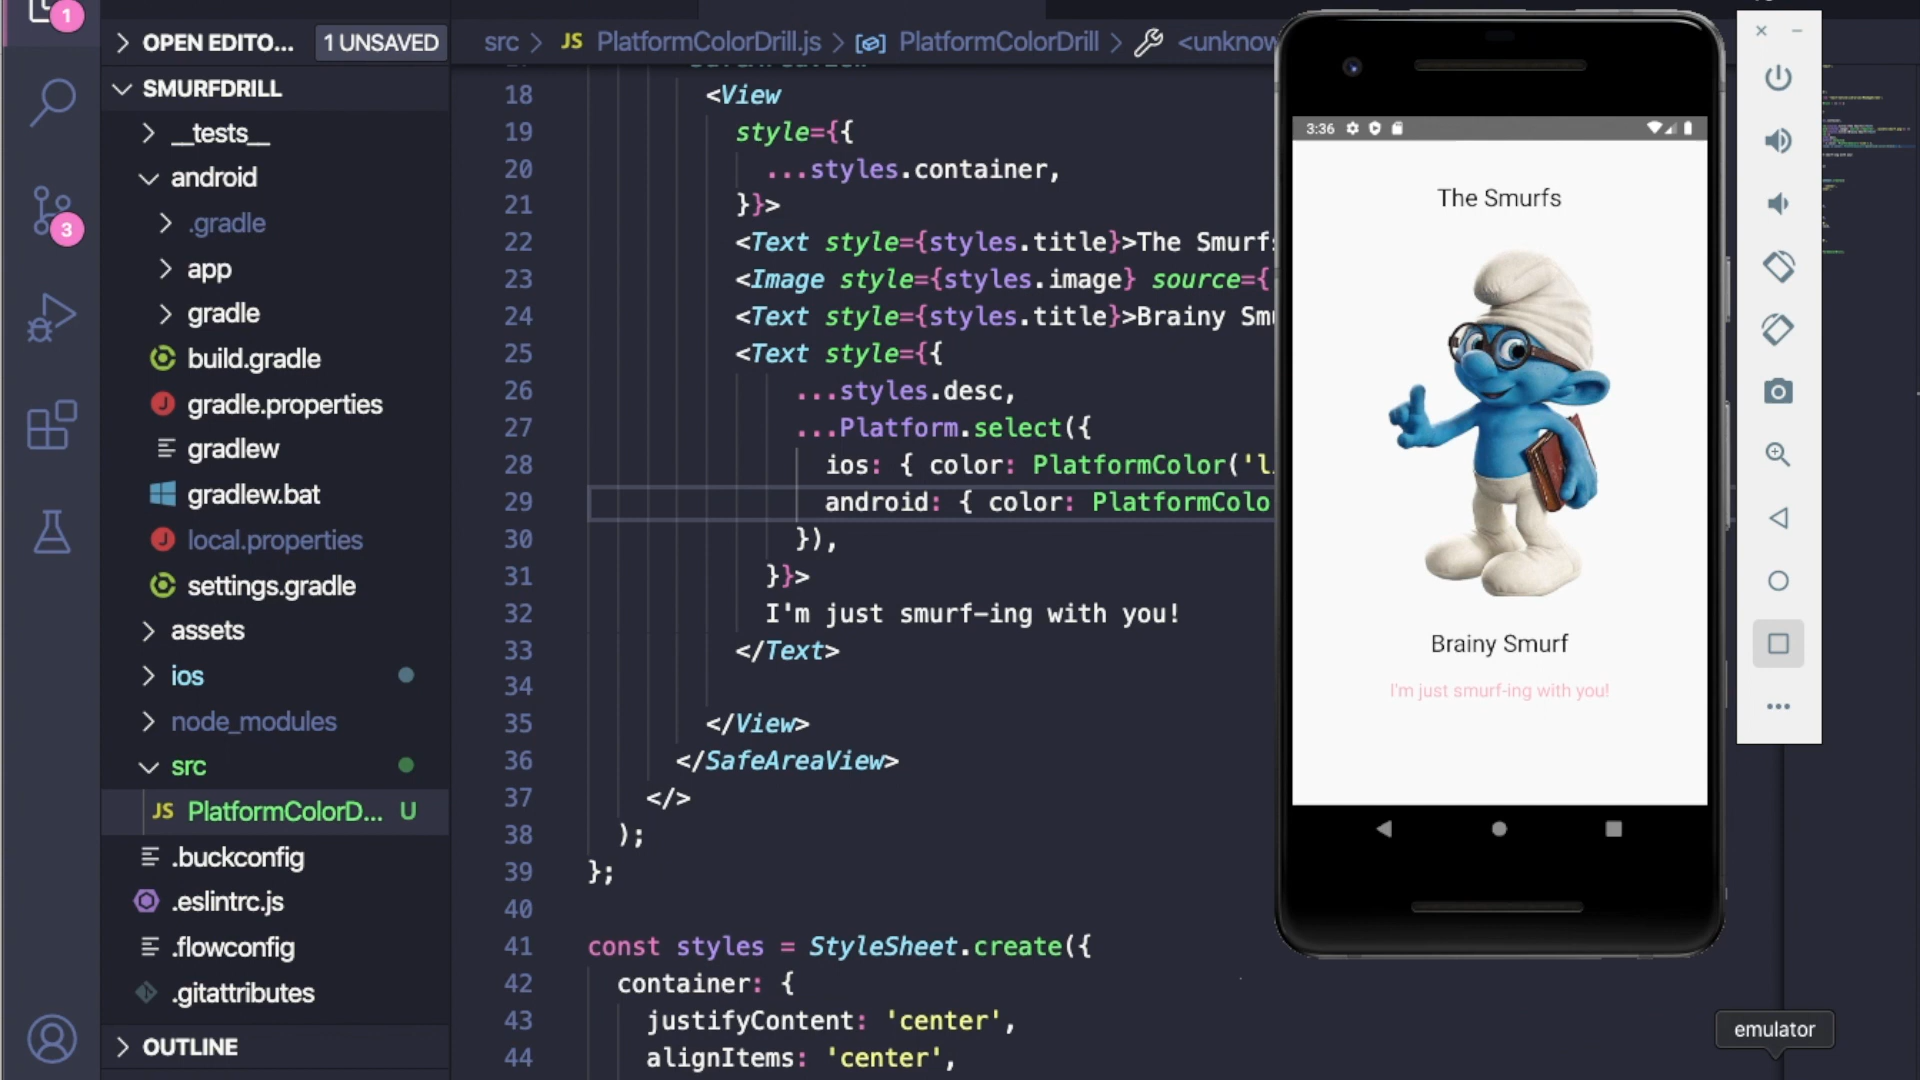 1
OPEN EDITO...
1 UNSAVED
src > JS PlatformColorDrill.js > PlatformColorDrill > <unknow
SMURFDRILL
__tests__
android
.gradle
app
gradle
build.gradle
gradle.properties
gradlew
gradlew.bat
local.properties
settings.gradle
assets
ios
node_modules
src
JS PlatformColorD... U
.buckconfig
.eslintrc.js
.flowconfig
.gitattributes
OUTLINE
3
18 <View
19 style={{
20 ...styles.container,
21 }}>
22 <Text style={styles.title}>The Smurfs
23 <Image style={styles.image} source={
24 <Text style={styles.title}>Brainy Smu
25 <Text style={{
26 ...styles.desc,
27 ...Platform.select({
28 ios: { color: PlatformColor('l
29 android: { color: PlatformColo
30 }),
31 }}>
32 I'm just smurf-ing with you!
33 </Text>
34
35 </View>
36 </SafeAreaView>
37 </>
38 );
39 };
40
41 const styles = StyleSheet.create({
42 container: {
43 justifyContent: 'center',
44 alignItems: 'center',
3:36
The Smurfs
Brainy Smurf
I'm just smurf-ing with you!
emulator